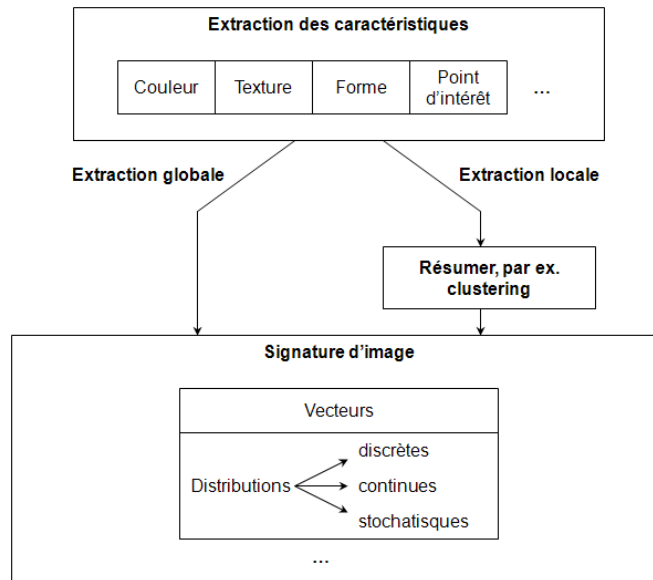 Extraction des caractéristiques
Couleur
Texture
Forme
Point
d'intérêt
...
Extraction globale
Extraction locale
Résumer, par ex.
clustering
Signature d'image
Vecteurs
Distributions
discrètes
continues
stochatisques
...